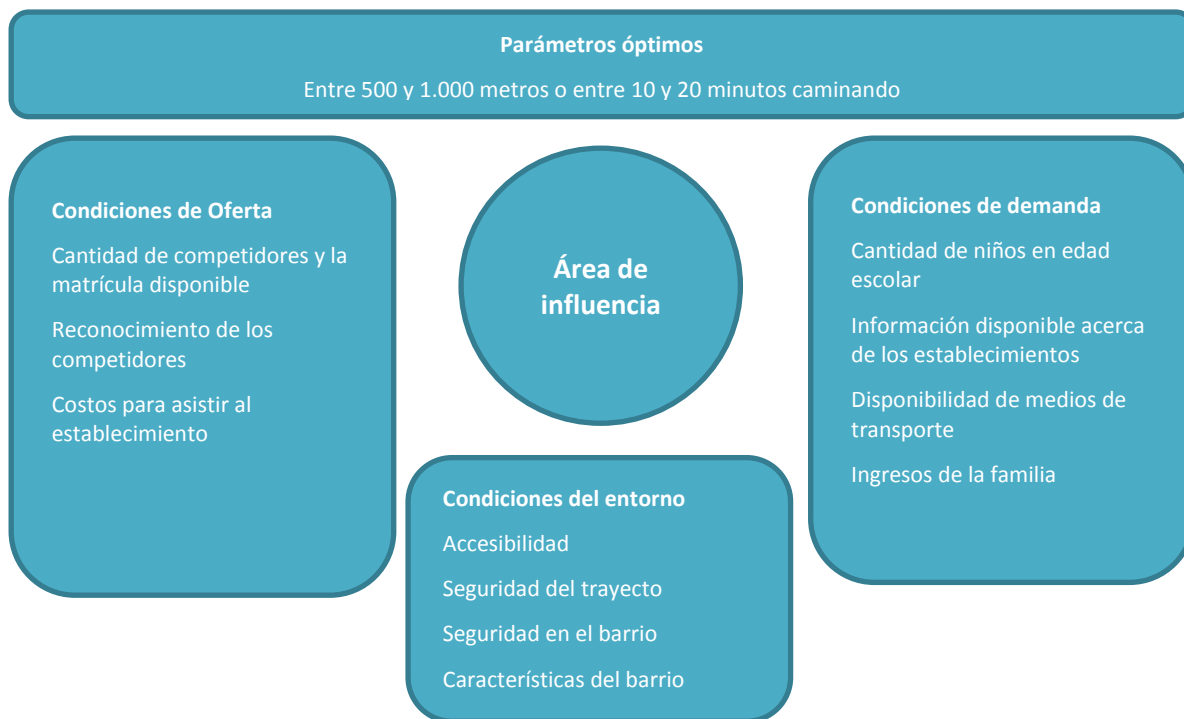 Parámetros óptimos
Entre 500 y 1.000 metros o entre 10 y 20 minutos caminando
Condiciones de Oferta
Cantidad de competidores y la
matrícula disponible
Reconocimiento de los
competidores
Costos para asistir al
establecimiento
Área de
influencia
Condiciones de demanda
Cantidad de niños en edad
escolar
Información disponible acerca
de los establecimientos
Disponibilidad de medios de
transporte
Ingresos de la familia
Condiciones del entorno
Accesibilidad
Seguridad del trayecto
Seguridad en el barrio
Características del barrio